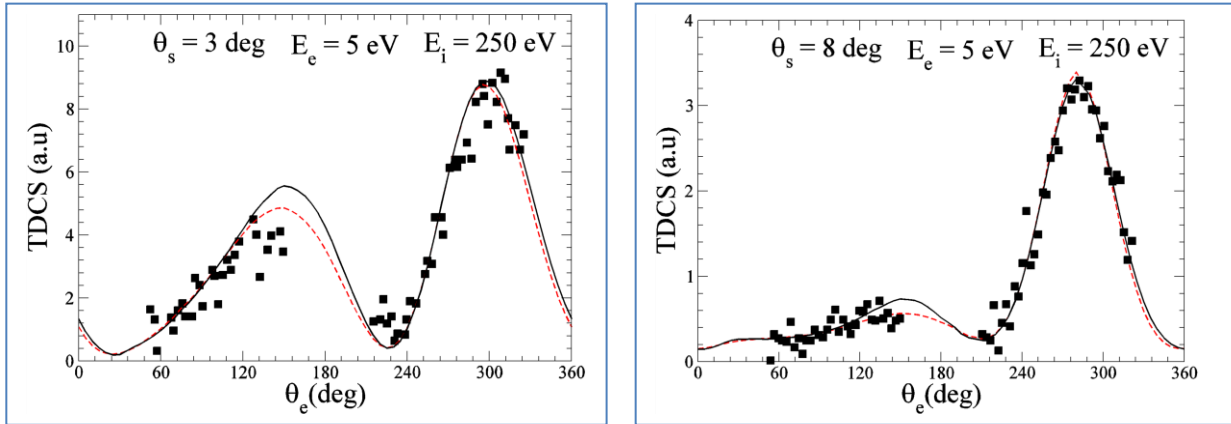 θs = 3 deg Ee = 5 eV Ei = 250 eV
TDCS (a.u)
10
8
6
4
2
0
0 60 120 180 240 300 360
θe(deg)
θs = 8 deg Ee = 5 eV Ei = 250 eV
TDCS (a.u)
4
3
2
1
0
0 60 120 180 240 300 360
θe(deg)